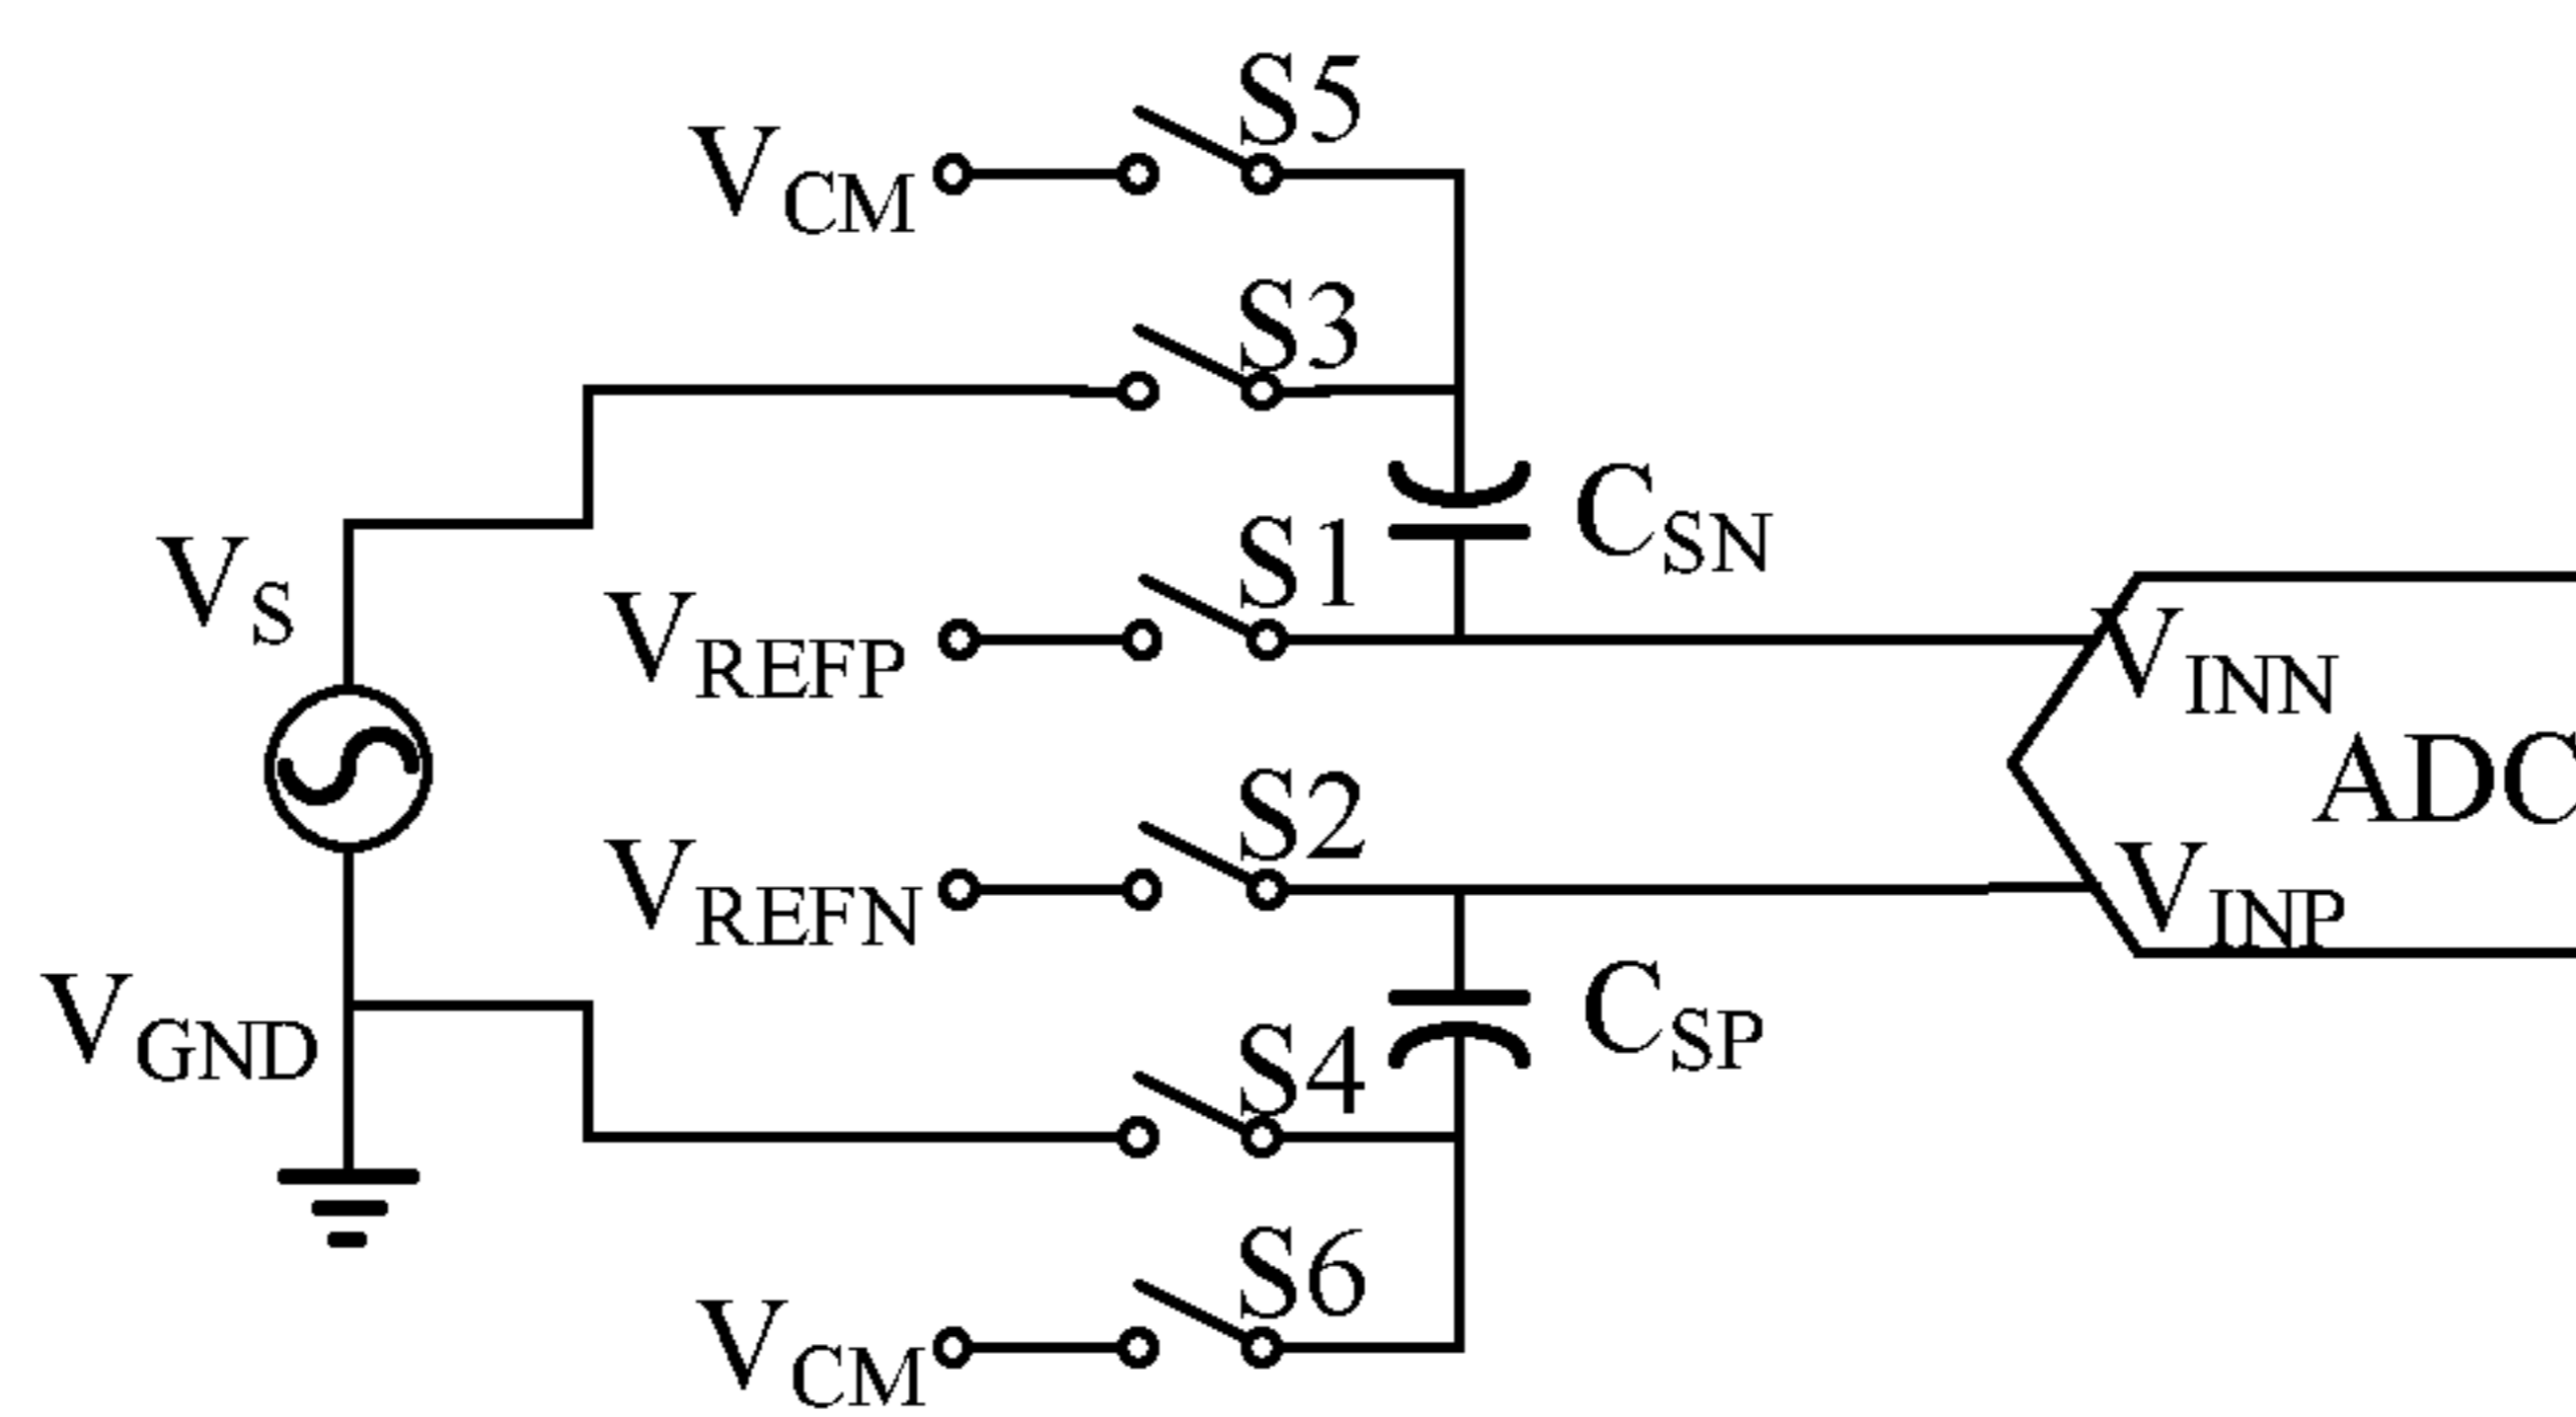 S5
VCM
S3
CSN
VS
S1
VREFP
VINN
ADC
S2
VREFN
VINP
CSP
VGND
S4
S6
VCM